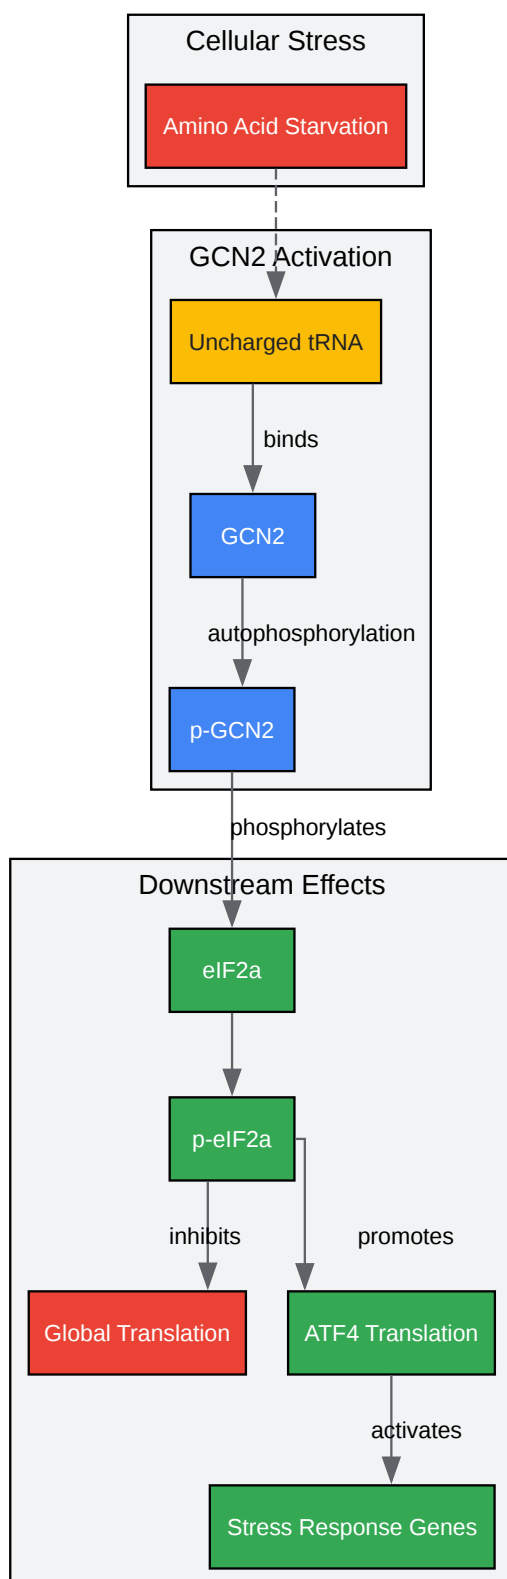 Cellular Stress
Amino Acid Starvation
GCN2 Activation
Uncharged tRNA
binds
GCN2
autophosphorylation
p-GCN2
phosphorylates
Downstream Effects
eIF2a
p-eIF2a
inhibits
promotes
Global Translation
ATF4 Translation
activates
Stress Response Genes